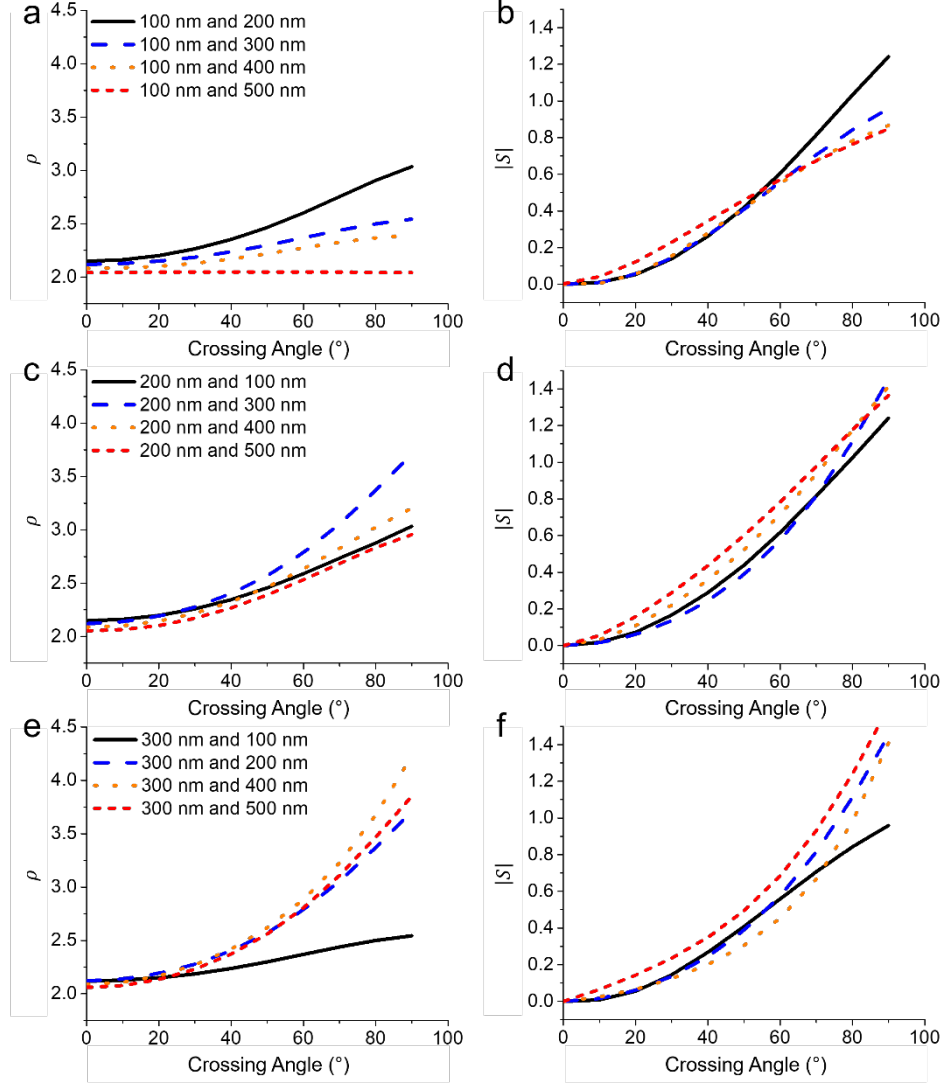 a
4.5
4.0
3.5
3.0
2.5
2.0
ρ
100 nm and 200 nm
100 nm and 300 nm
100 nm and 400 nm
100 nm and 500 nm
0 20 40 60 80 100
Crossing Angle (°)
b
1.4
1.2
1.0
0.8
0.6
0.4
0.2
0.0
|S|
0 20 40 60 80 100
Crossing Angle (°)
c
4.5
4.0
3.5
3.0
2.5
2.0
ρ
200 nm and 100 nm
200 nm and 300 nm
200 nm and 400 nm
200 nm and 500 nm
0 20 40 60 80 100
Crossing Angle (°)
d
1.4
1.2
1.0
0.8
0.6
0.4
0.2
0.0
|S|
0 20 40 60 80 100
Crossing Angle (°)
e
4.5
4.0
3.5
3.0
2.5
2.0
ρ
300 nm and 100 nm
300 nm and 200 nm
300 nm and 400 nm
300 nm and 500 nm
0 20 40 60 80 100
Crossing Angle (°)
f
1.4
1.2
1.0
0.8
0.6
0.4
0.2
0.0
|S|
0 20 40 60 80 100
Crossing Angle (°)